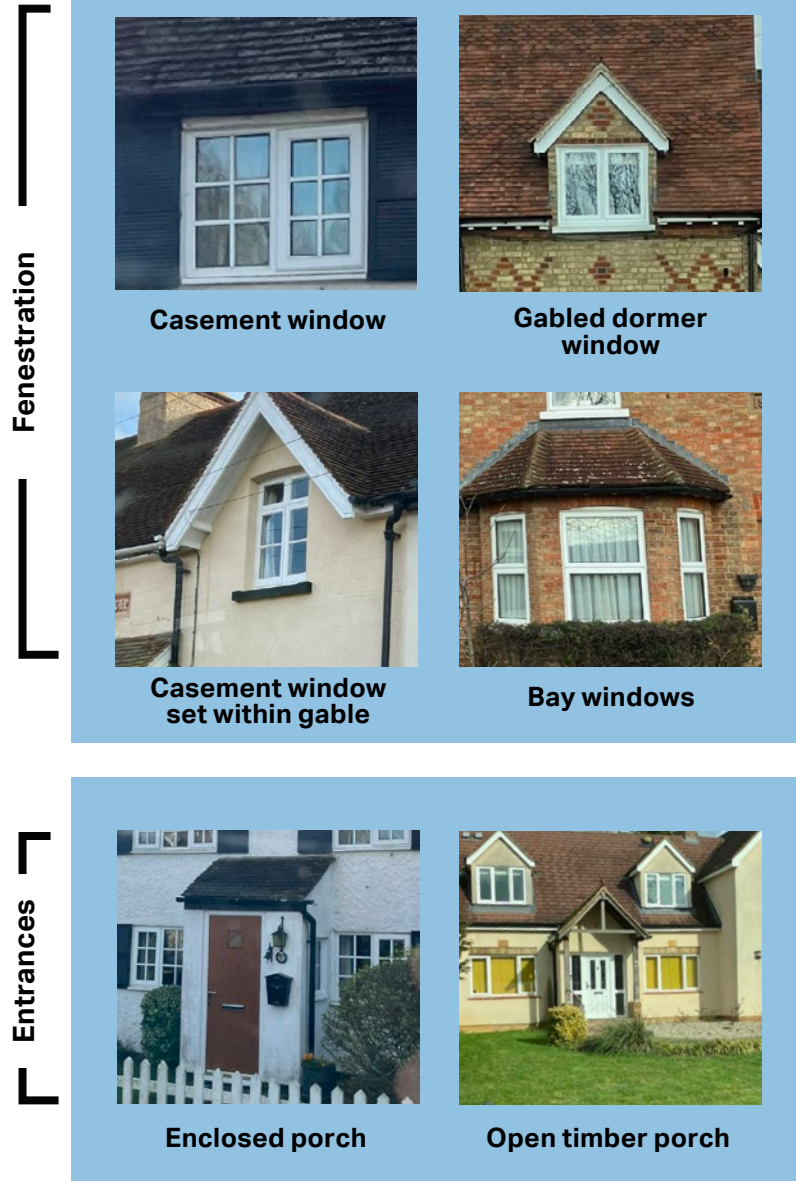 Fenestration
Casement window
Gabled dormer
window
Casement window
set within gable
Bay windows
Entrances
Enclosed porch
Open timber porch